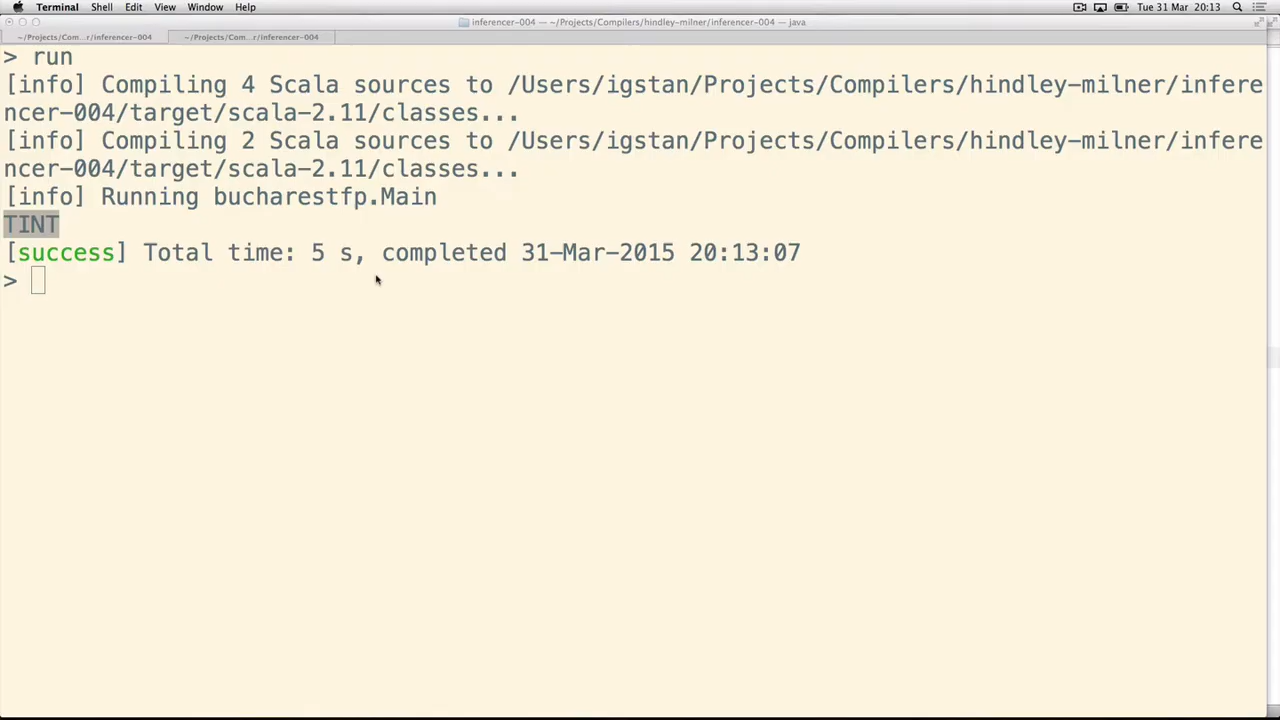 Terminal Shell Edit View Window Help Tue 31 Mar 20:13
inferencer-004 — ~/Projects/Compilers/hindley-milner/inferencer-004 — java
~/Projects/Com...r/inferencer-004 ~/Projects/Com...r/inferencer-004
> run
[info] Compiling 4 Scala sources to /Users/igstan/Projects/Compilers/hindley-milner/infere
ncer-004/target/scala-2.11/classes...
[info] Compiling 2 Scala sources to /Users/igstan/Projects/Compilers/hindley-milner/infere
ncer-004/target/scala-2.11/classes...
[info] Running bucharestfp.Main
TINT
[success] Total time: 5 s, completed 31-Mar-2015 20:13:07
>